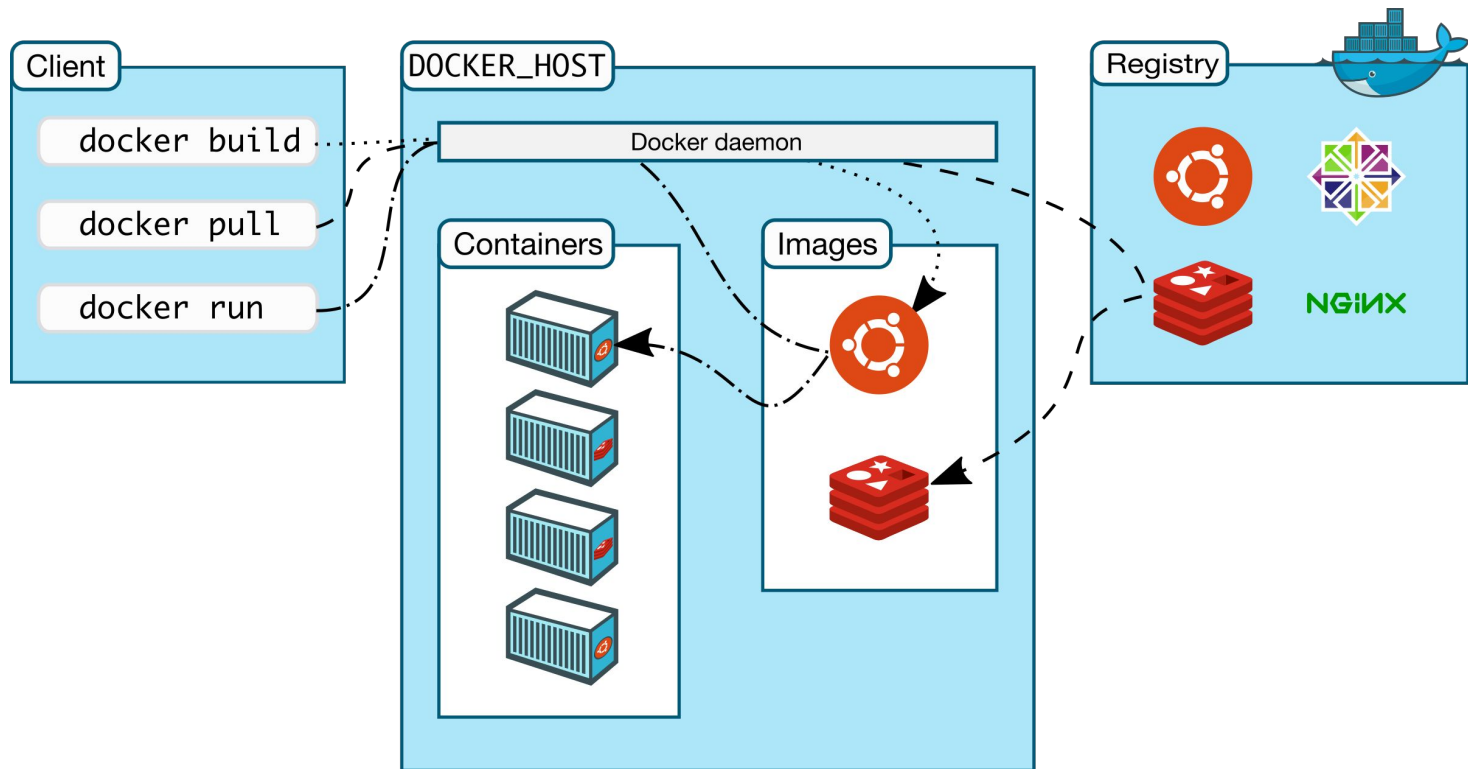 Client
docker build
docker pull
docker run
DOCKER_HOST
Docker daemon
Containers
Images
Registry
NGiNX